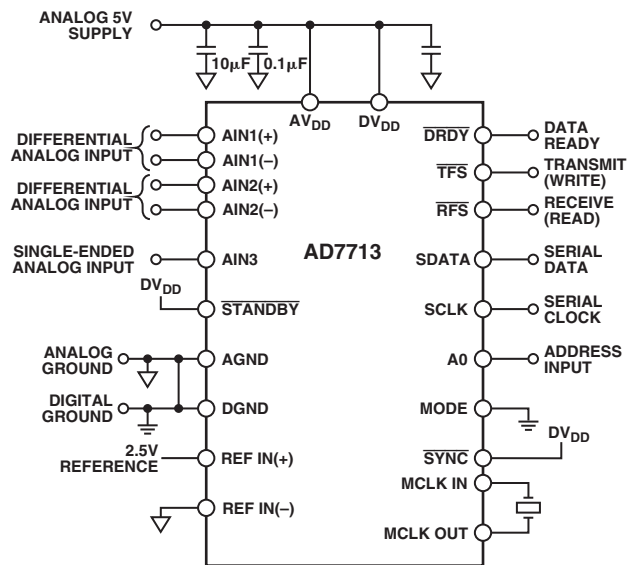 ANALOG 5V
SUPPLY
10µF
0.1µF
AVDD
DVDD
DIFFERENTIAL
ANALOG INPUT
AIN1(+)
AIN1(–)
DIFFERENTIAL
ANALOG INPUT
AIN2(+)
AIN2(–)
SINGLE-ENDED
ANALOG INPUT
AIN3
DVDD
STANDBY
ANALOG
GROUND
AGND
DIGITAL
GROUND
DGND
2.5V
REFERENCE
REF IN(+)
REF IN(–)
AD7713
DRDY
DATA
READY
TFS
TRANSMIT
(WRITE)
RFS
RECEIVE
(READ)
SDATA
SERIAL
DATA
SCLK
SERIAL
CLOCK
A0
ADDRESS
INPUT
MODE
DVDD
SYNC
MCLK IN
MCLK OUT